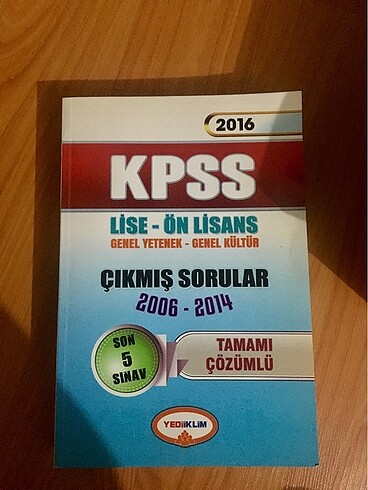 2016
KPSS
LİSE - ÖN LİSANS
GENEL YETENEK - GENEL KÜLTÜR
ÇIKMIŞ SORULAR
2006 - 2014
SON
5
SINAV
TAMAMI
ÇÖZÜMLÜ
YEDİİKLİM